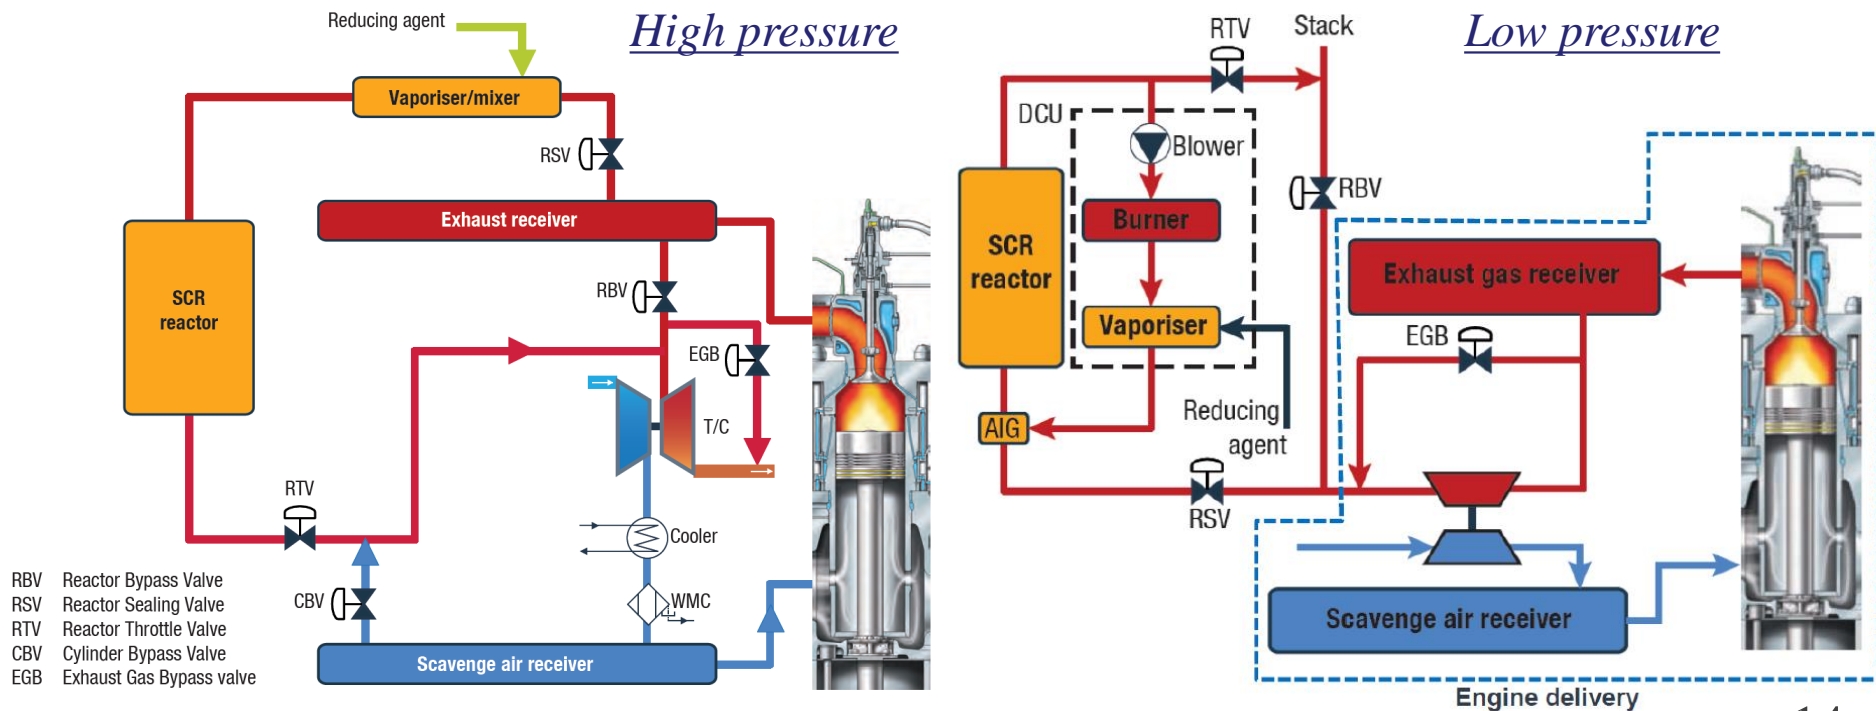 High pressure
Reducing agent
Vaporiser/mixer
RSV
Exhaust receiver
SCR
reactor
RBV
EGB
T/C
RTV
Cooler
CBV
WMC
Scavenge air receiver
RBV Reactor Bypass Valve
RSV Reactor Sealing Valve
RTV Reactor Throttle Valve
CBV Cylinder Bypass Valve
EGB Exhaust Gas Bypass valve
Low pressure
RTV
Stack
DCU
Blower
RBV
Burner
SCR
reactor
Exhaust gas receiver
Vaporiser
EGB
Reducing
agent
AIG
RSV
Scavenge air receiver
Engine delivery